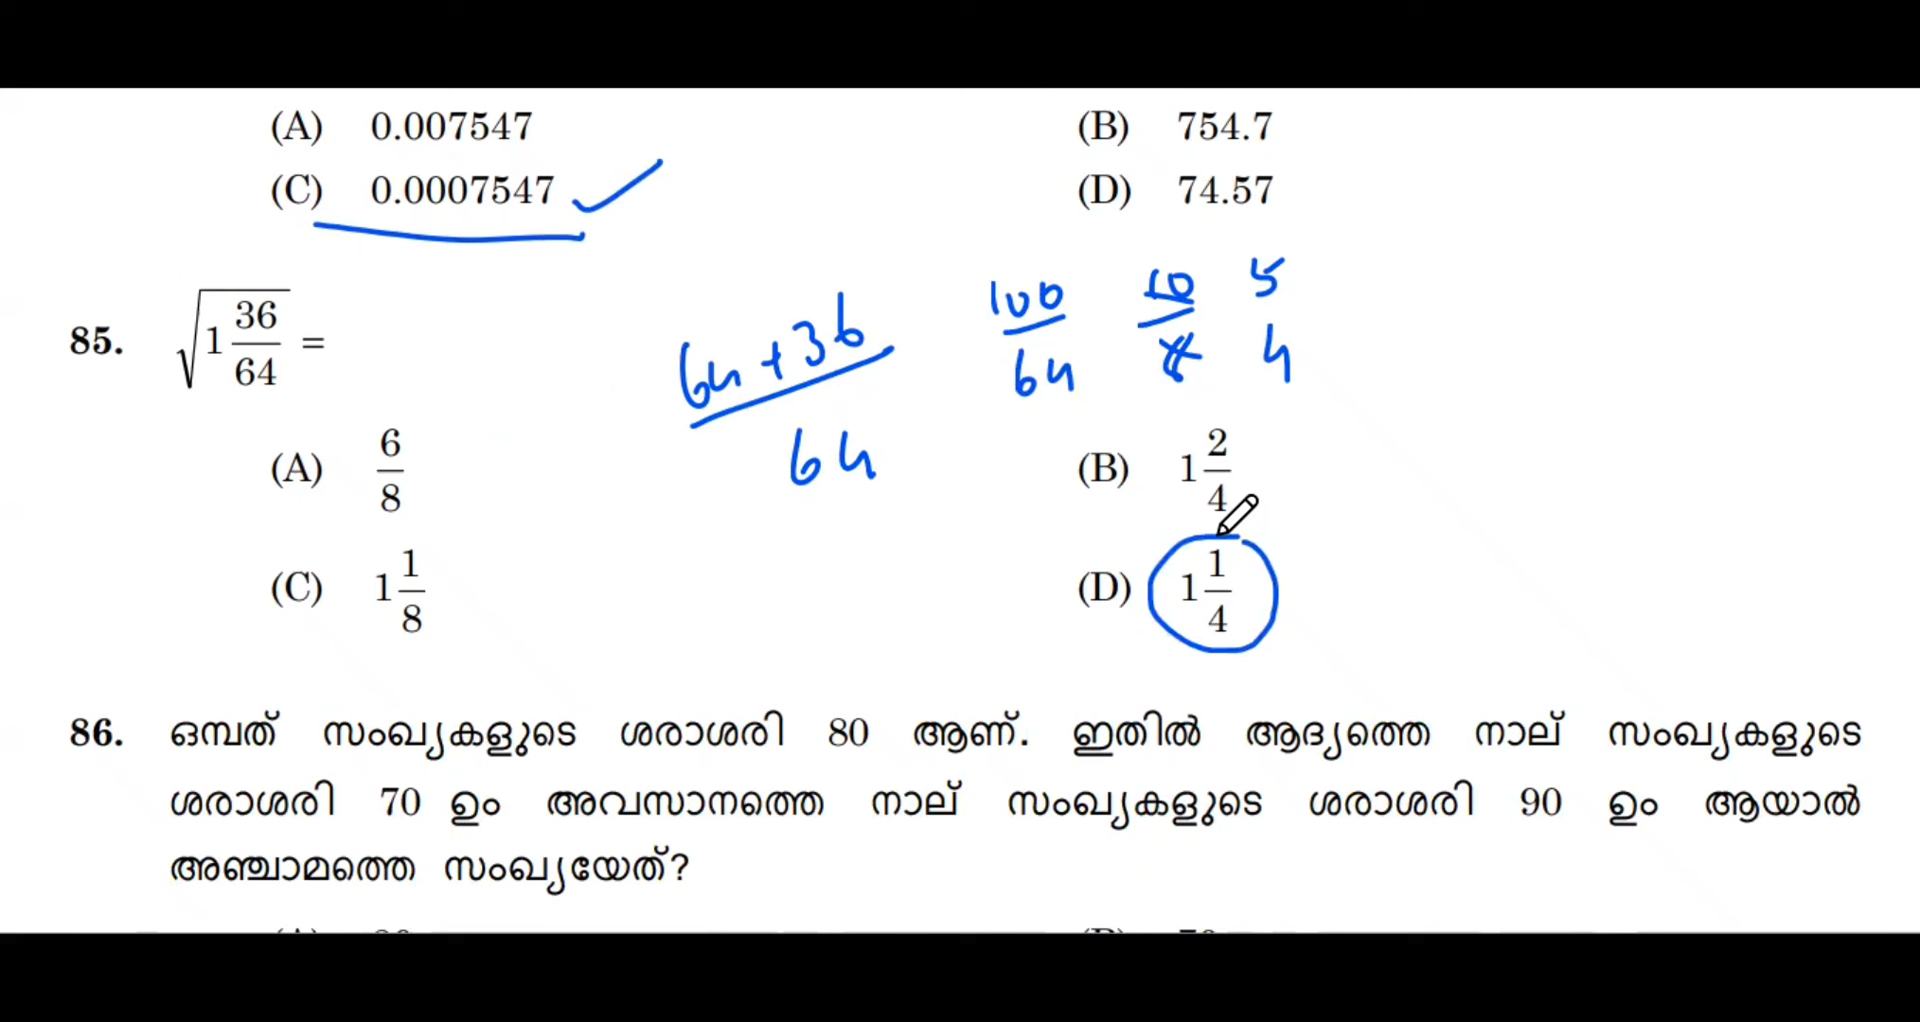 (A) 0.007547 (B) 754.7
(C) 0.0007547 (D) 74.57
85. √1 36/64 =
64+36/64 100/64 10/8 5/4
(A) 6/8 (B) 1 2/4
(C) 1 1/8 (D) 1 1/4
86. ഒമ്പത് സംഖ്യകളുടെ ശരാശരി 80 ആണ്. ഇതിൽ ആദ്യത്തെ നാല് സംഖ്യകളുടെ
ശരാശരി 70 ഉം അവസാനത്തെ നാല് സംഖ്യകളുടെ ശരാശരി 90 ഉം ആയാൽ
അഞ്ചാമത്തെ സംഖ്യയേത്?